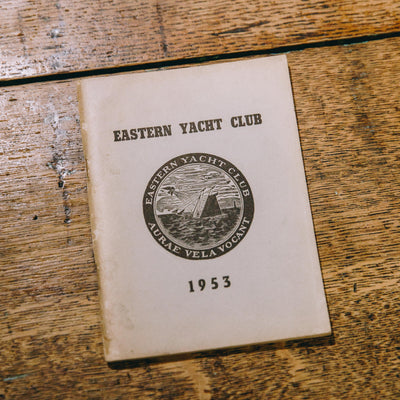 EASTERN YACHT CLUB
EASTERN YACHT CLUB
AURAE VELA VOCANT
1953